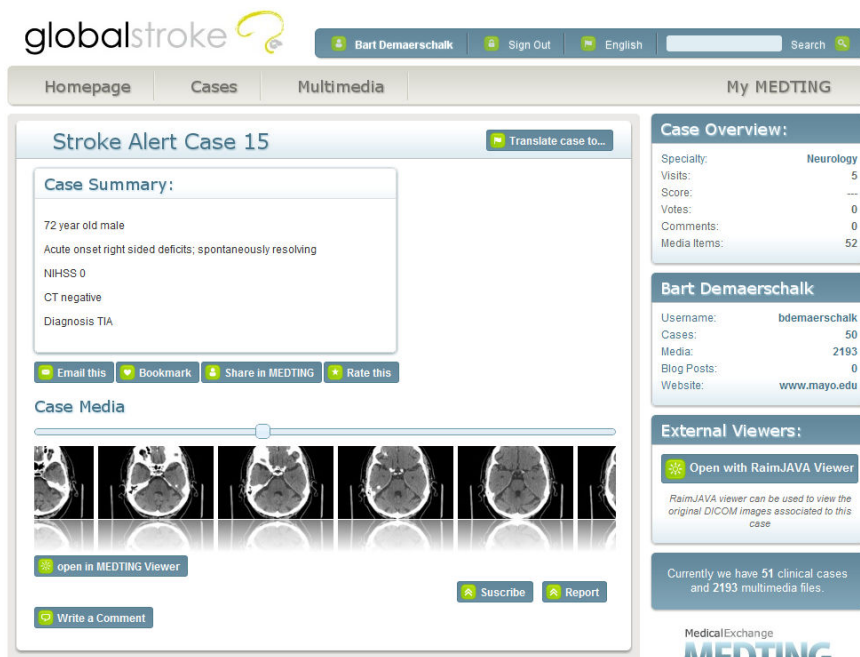 globalstroke
Bart Demaerschalk
Sign Out
English
Search
Homepage
Cases
Multimedia
My MEDTING
Stroke Alert Case 15
Translate case to...
Case Summary:
72 year old male
Acute onset right sided deficits; spontaneously resolving
NIHSS 0
CT negative
Diagnosis TIA
Email this
Bookmark
Share in MEDTING
Rate this
Case Media
open in MEDTING Viewer
Suscribe
Report
Write a Comment
Case Overview:
Specialty: Neurology
Visits: 5
Score: ---
Votes: 0
Comments: 0
Media Items: 52
Bart Demaerschalk
Username: bdemaerschalk
Cases: 50
Media: 2193
Blog Posts: 0
Website: www.mayo.edu
External Viewers:
Open with RaimJAVA Viewer
RaimJAVA viewer can be used to view the
original DICOM images associated to this
case
Currently we have 51 clinical cases
and 2193 multimedia files.
MedicalExchange
MEDTING